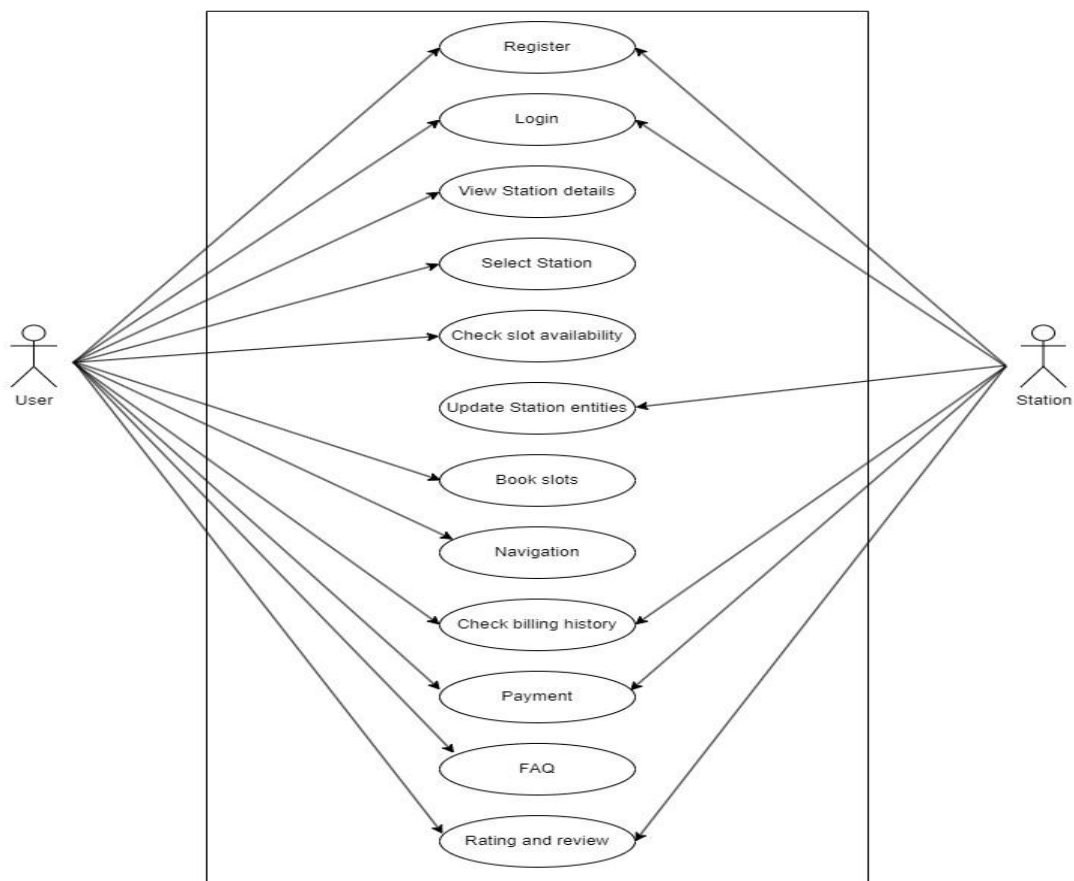 Register
Login
View Station details
Select Station
Check slot availability
User
Station
Update Station entities
Book slots
Navigation
Check billing history
Payment
FAQ
Rating and review